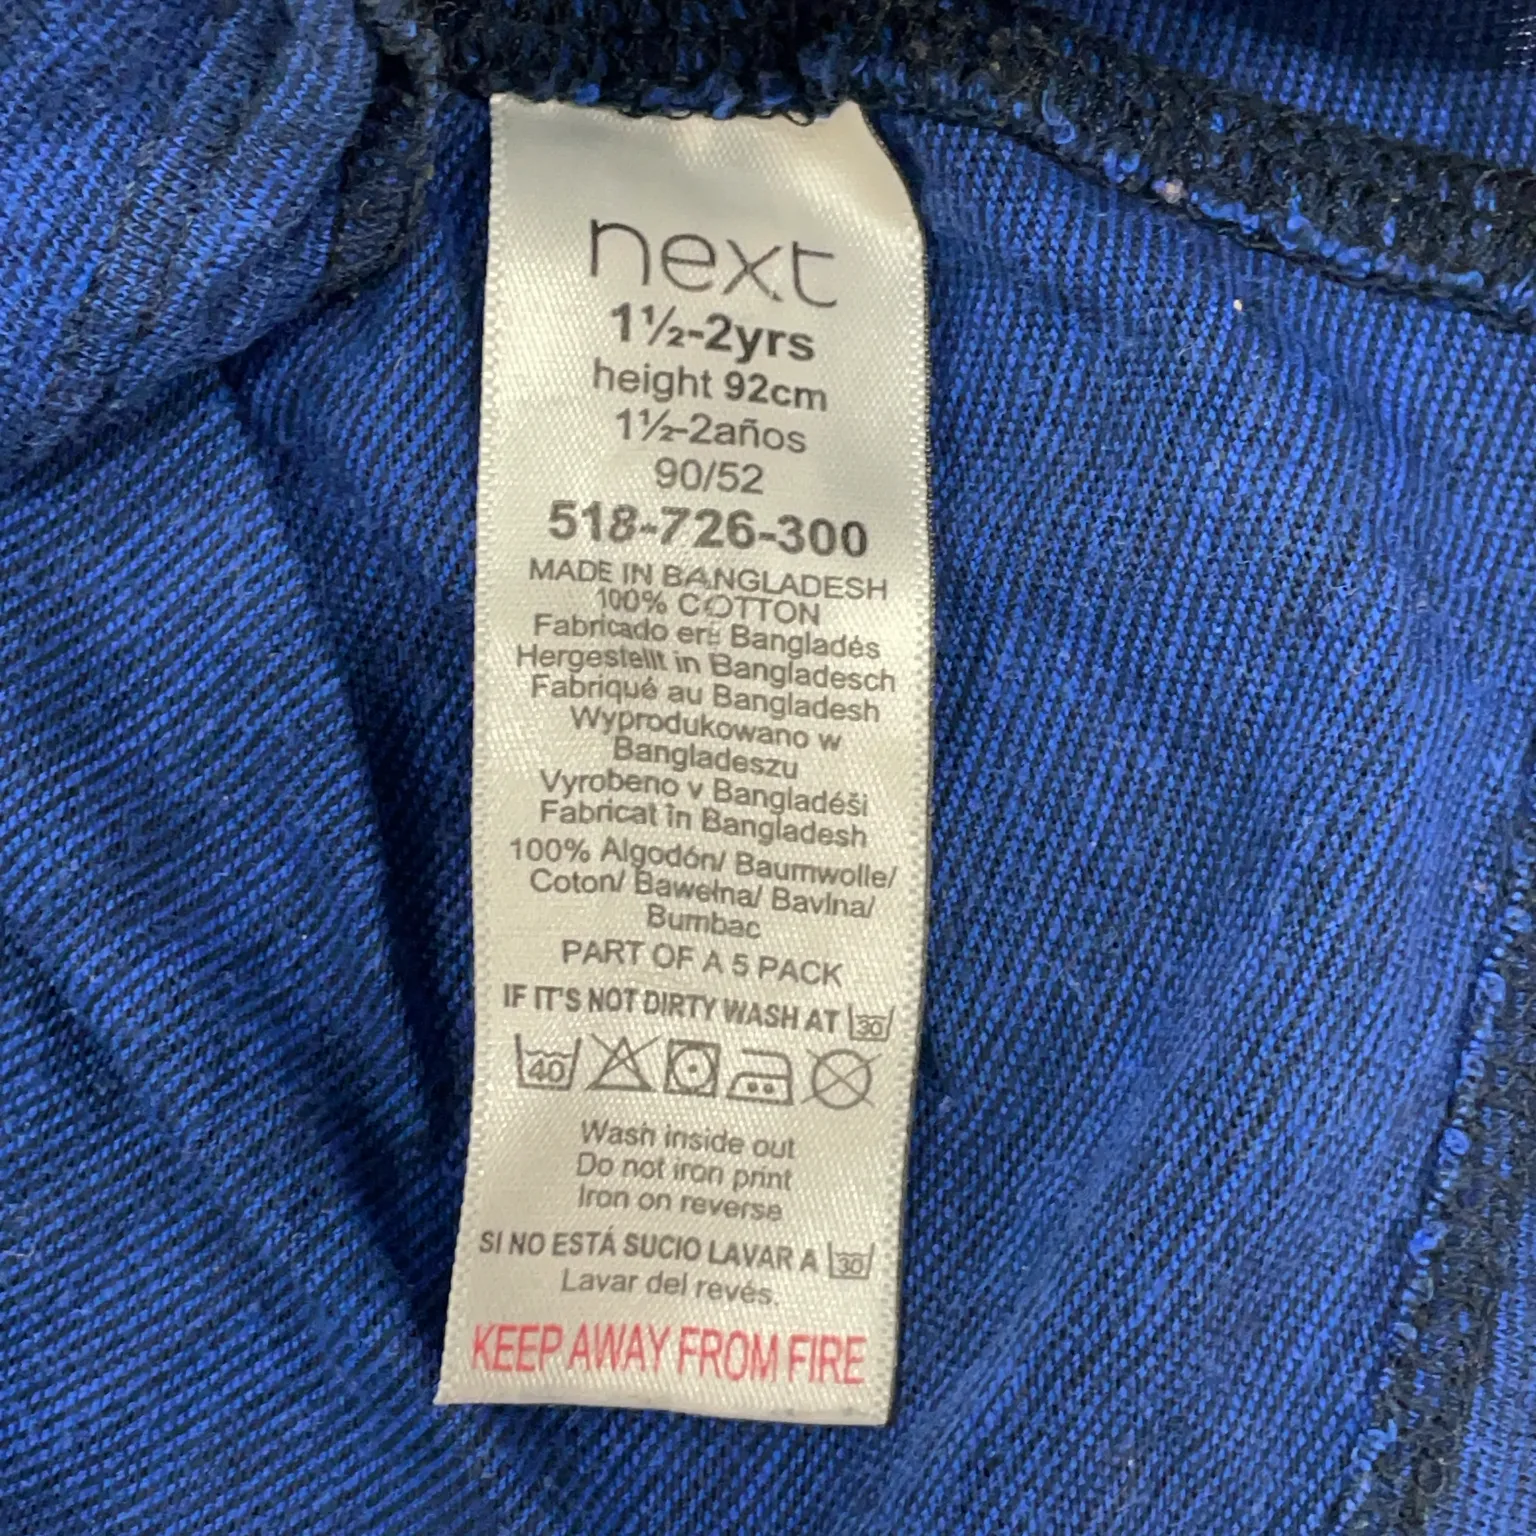 next
1½-2yrs
height 92cm
1½-2años
90/52
518-726-300
MADE IN BANGLADESH
100% COTTON
Fabricado en Bangladés
Hergestellt in Bangladesch
Fabriqué au Bangladesh
Wyprodukowano w
Bangladeszu
Vyrobeno v Bangladéši
Fabricat în Bangladesh
100% Algodón/ Baumwolle/
Coton/ Bawełna/ Bavlna/
Bumbac
PART OF A 5 PACK
IF IT'S NOT DIRTY WASH AT 30
40
Wash inside out
Do not iron print
Iron on reverse
SI NO ESTÁ SUCIO LAVAR A 30
Lavar del revés.
KEEP AWAY FROM FIRE